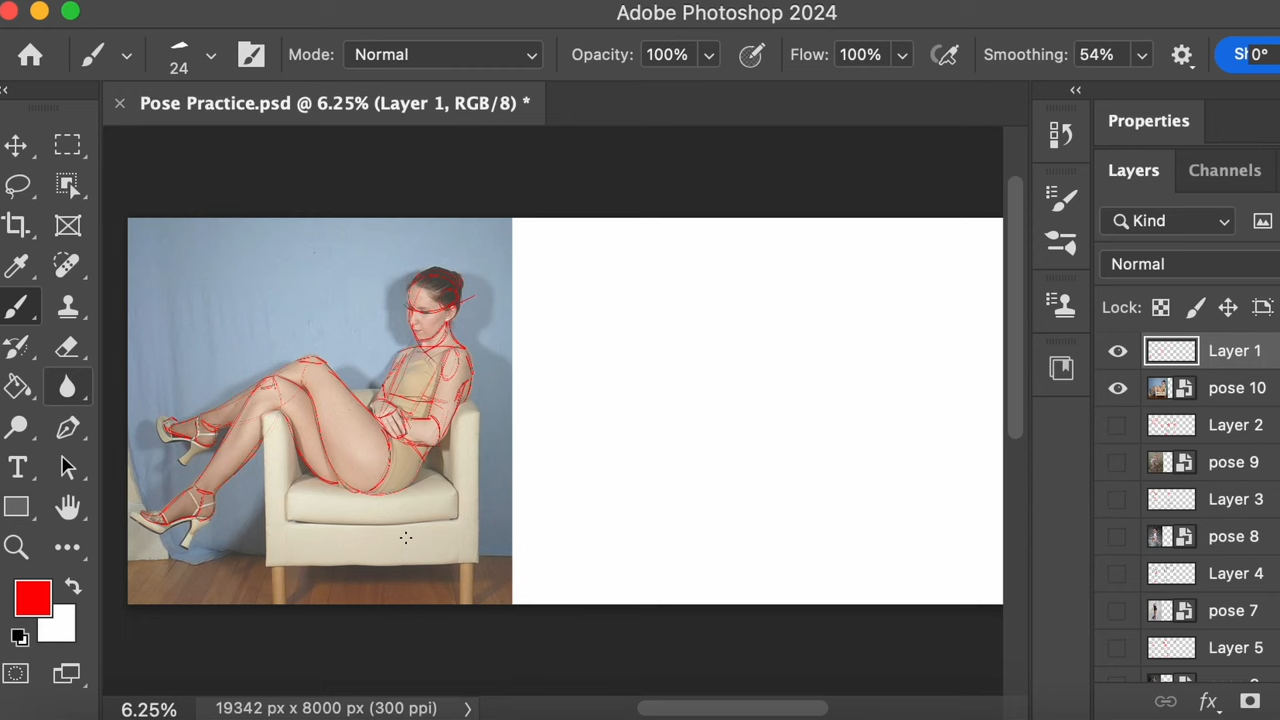 Adobe Photoshop 2024
24
Mode: Normal Opacity: 100% Flow: 100% Smoothing: 54% 0°
Pose Practice.psd @ 6.25% (Layer 1, RGB/8) *
Properties
Layers Channels
Kind
Normal
Lock:
Layer 1
pose 10
Layer 2
pose 9
Layer 3
pose 8
Layer 4
pose 7
Layer 5
6.25% 19342 px x 8000 px (300 ppi)
fx